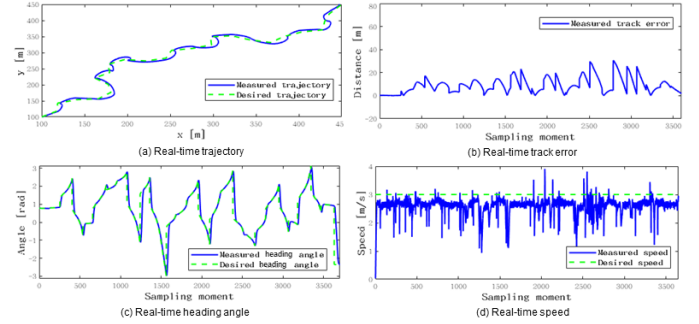 450
400
350
300
250
200
150
100
y [m]
Measured trajectory
Desired trajectory
100 150 200 250 300 350 400 45
x [m]
(a) Real-time trajectory
80
60
40
20
0
-20
Distance [m]
Measured track error
0 500 1000 1500 2000 2500 3000 3500
Sampling moment
(b) Real-time track error
3
2
1
0
-1
-2
-3
Angle [rad]
Measured heading angle
Desired heading angle
0 500 1000 1500 2000 2500 3000 3500
Sampling moment
(c) Real-time heading angle
4
3
2
1
0
Speed [m/s]
Measured speed
Desired speed
0 500 1000 1500 2000 2500 3000 3500
Sampling moment
(d) Real-time speed